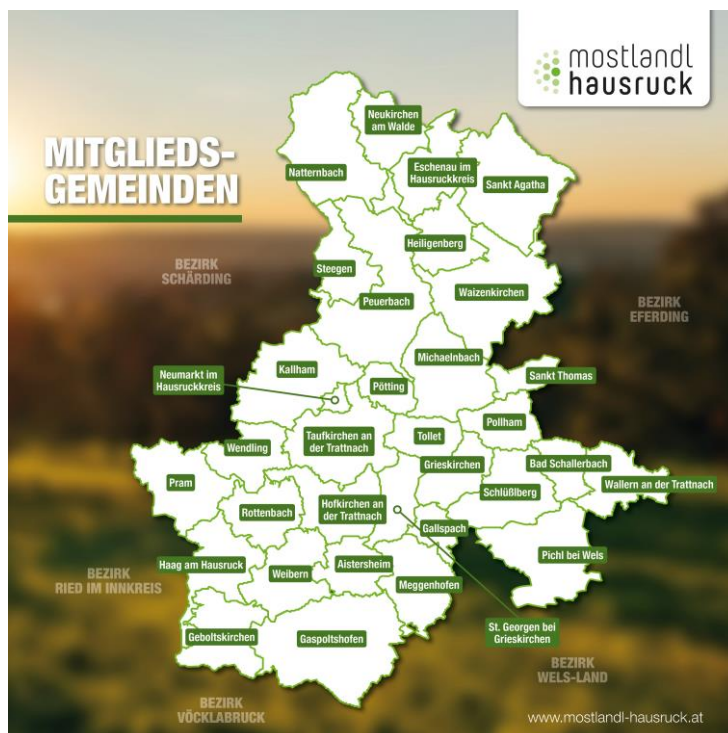 mostlandl
hausruck
MITGLIEDS-
GEMEINDEN
Neukirchen
am Walde
Natternbach
Eschenau im
Hausruckkreis
Sankt Agatha
Heiligenberg
BEZIRK
SCHÄRDING
Steegen
Peuerbach
Waizenkirchen
BEZIRK
EFERDING
Michaelnbach
Kallham
Neumarkt im
Hausruckkreis
Pötting
Sankt Thomas
Pollham
Taufkirchen an
der Trattnach
Tollet
Wendling
Grieskirchen
Bad Schallerbach
Pram
Wallern an der Trattnach
Schlüßlberg
Rottenbach
Hofkirchen an
der Trattnach
Gallspach
Pichl bei Wels
Haag am Hausruck
Weibern
Aistersheim
Meggenhofen
BEZIRK
RIED IM INNKREIS
St. Georgen bei
Grieskirchen
Geboltskirchen
Gaspoltshofen
BEZIRK
WELS-LAND
BEZIRK
VÖCKLABRUCK
www.mostlandl-hausruck.at